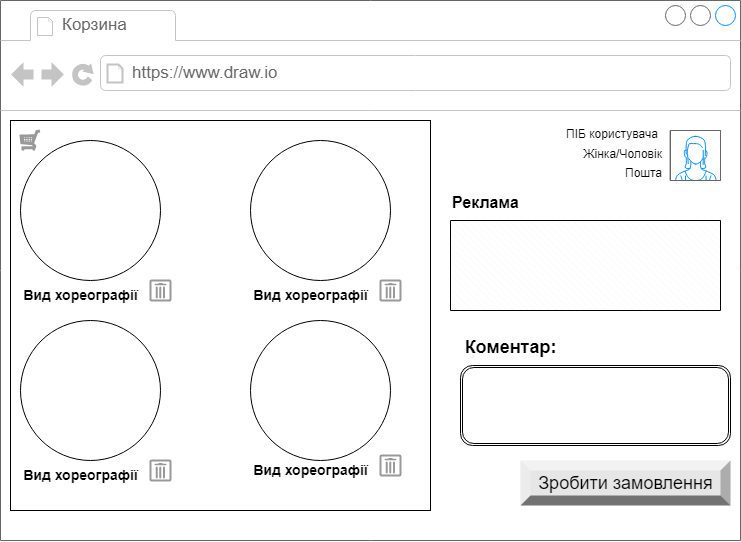 Корзина
https://www.draw.io
ПІБ користувача
Жінка/Чоловік
Пошта
Реклама
Вид хореографії
Вид хореографії
Коментар:
Вид хореографії
Вид хореографії
Зробити замовлення